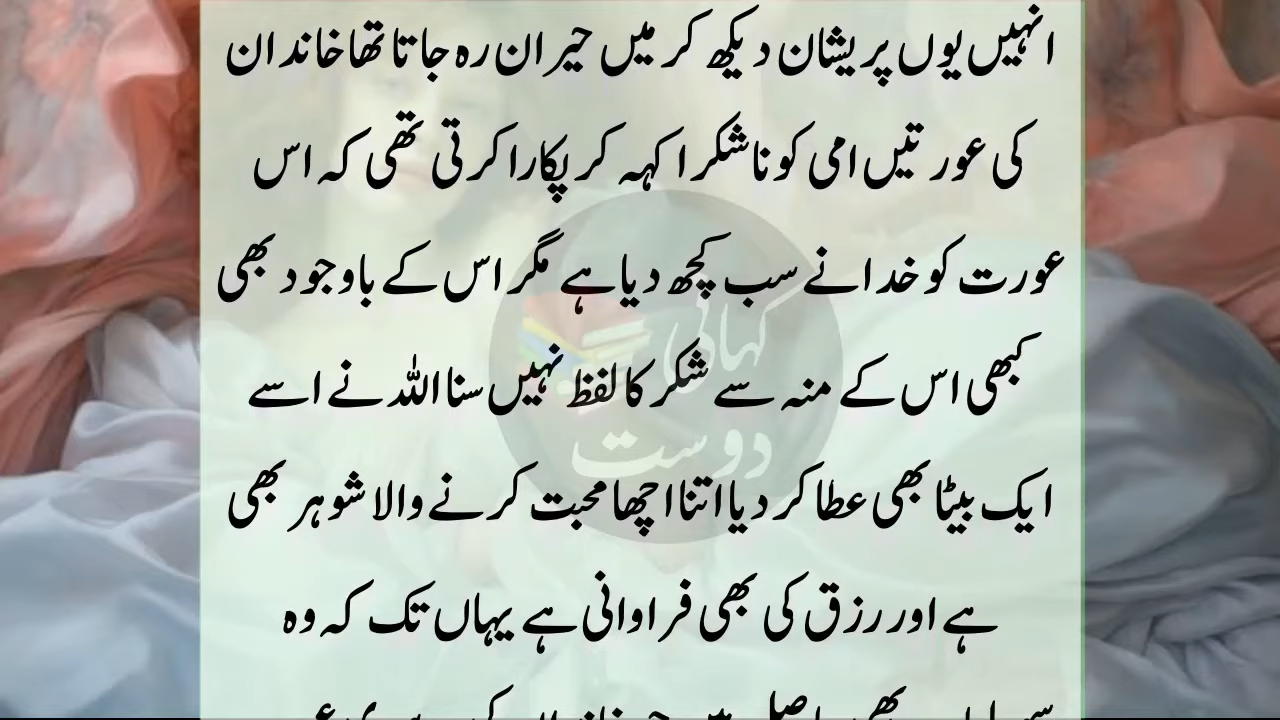 انہیں یوں پریشان دیکھ کر میں حیران رہ جاتا تھا خاندان
کی عورتیں امی کو ناشکرا کہہ کر پکارا کرتی تھی کہ اس
عورت کو خدا نے سب کچھ دیا ہے مگر اس کے باوجود بھی
کبھی اس کے منہ سے شکر کا لفظ نہیں سنا اللہ نے اسے
ایک بیٹا بھی عطا کر دیا اتنا اچھا محبت کرنے والا شوہر بھی
ہے اور رزق کی بھی فراوانی ہے یہاں تک کہ وہ
کہانی
دوست